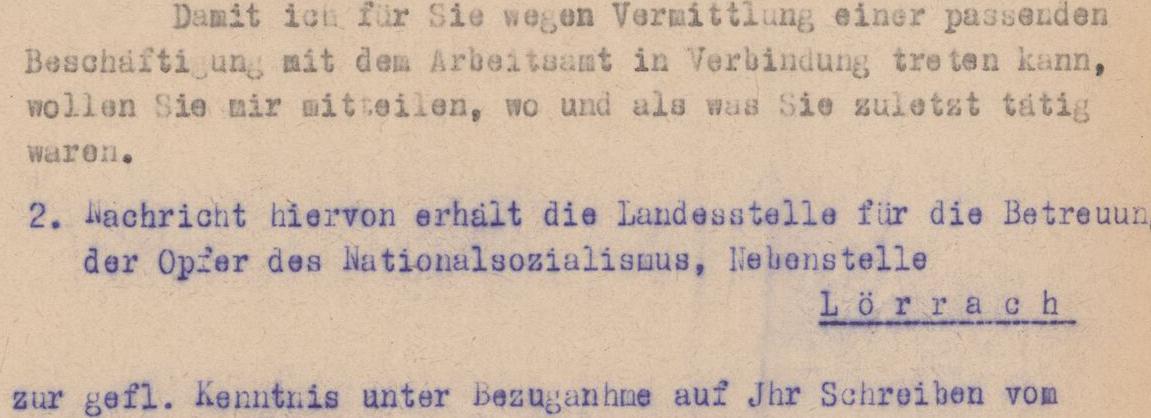 Damit ich für Sie wegen Vermittlung einer passenden
Beschäftigung mit dem Arbeitsamt in Verbindung treten kann,
wollen Sie mir mitteilen, wo und als was Sie zuletzt tätig
waren.
2. Nachricht hiervon erhält die Landesstelle für die Betreuun
der Opfer des Nationalsozialismus, Nebenstelle
Lörrach
zur gefl. Kenntnis unter Bezuganhme auf Jhr Schreiben vom